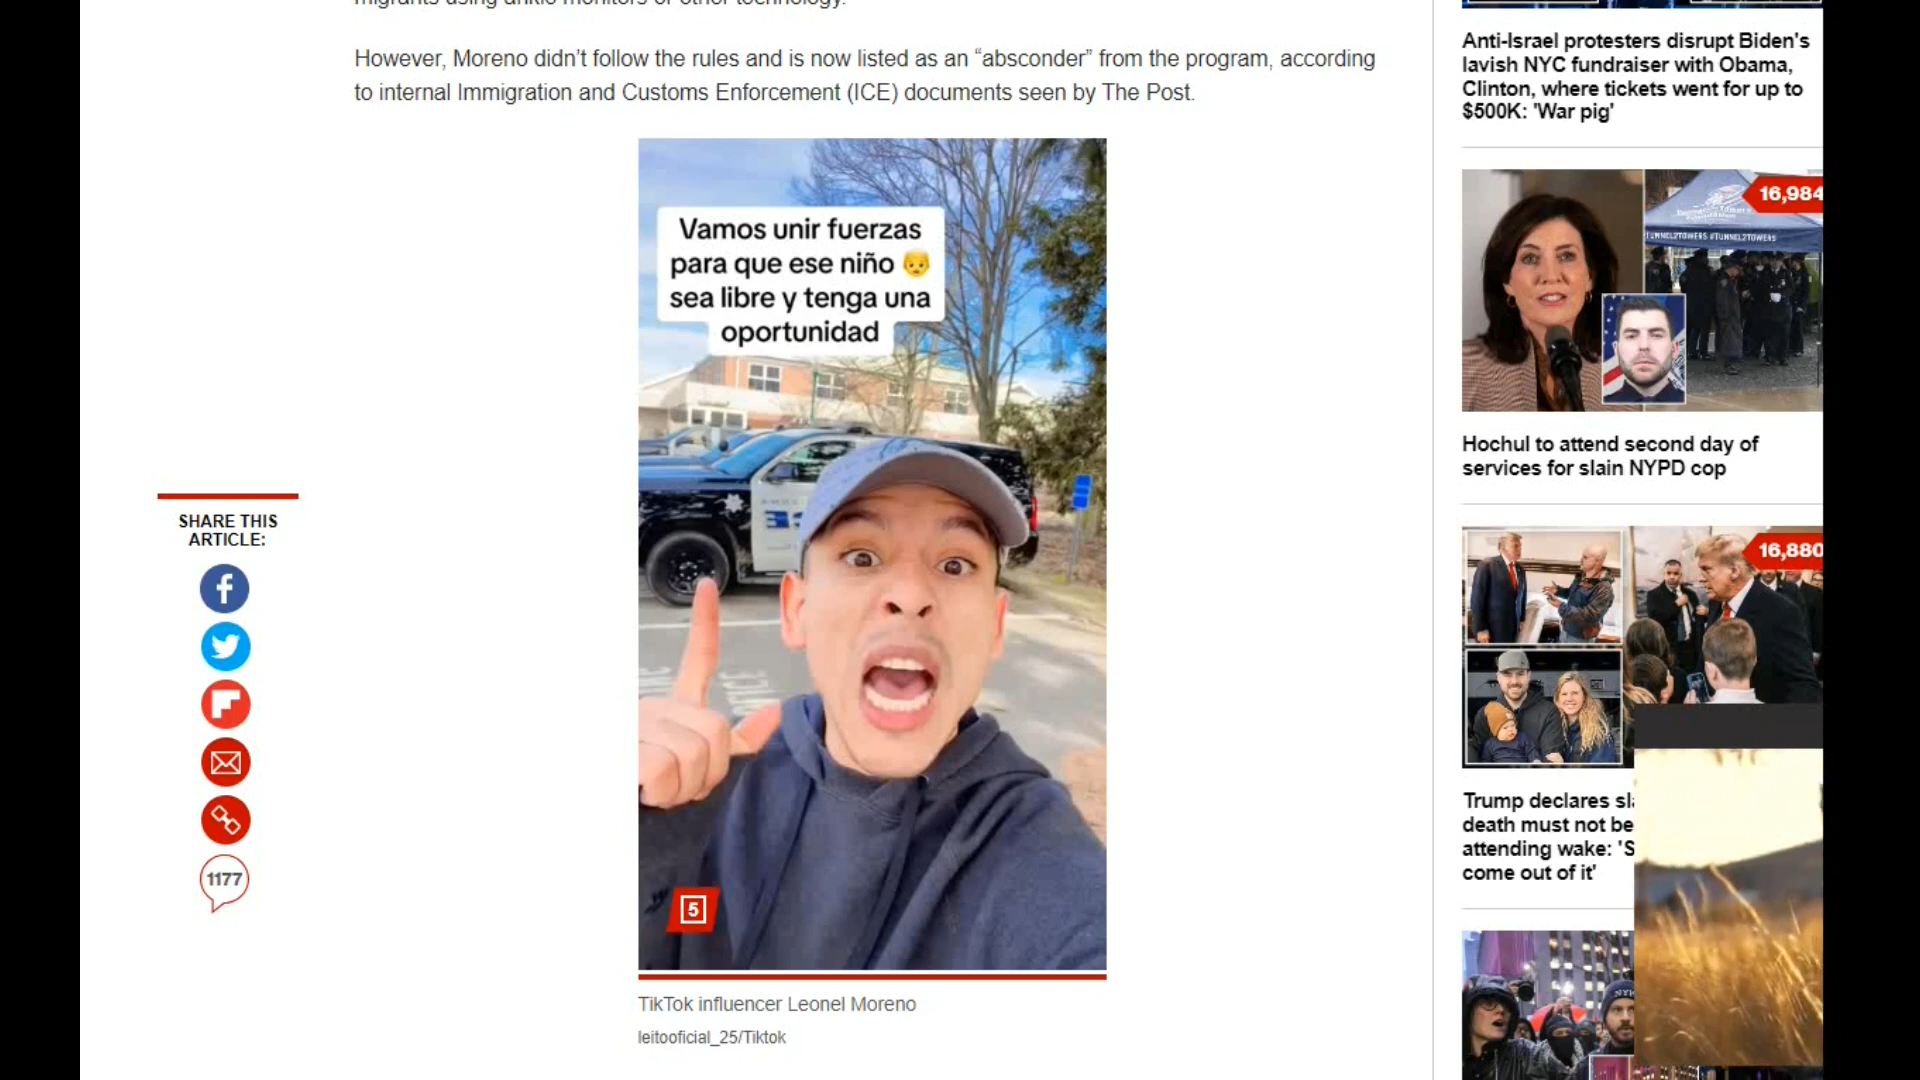 However, Moreno didn’t follow the rules and is now listed as an “absconder” from the program, according
to internal Immigration and Customs Enforcement (ICE) documents seen by The Post.
Vamos unir fuerzas
para que ese niño 👦
sea libre y tenga una
oportunidad
5
TikTok influencer Leonel Moreno
leitooficial_25/Tiktok
SHARE THIS
ARTICLE:
1177
Anti-Israel protesters disrupt Biden's
lavish NYC fundraiser with Obama,
Clinton, where tickets went for up to
$500K: 'War pig'
16,984
#TUNNEL2TOWERS
Hochul to attend second day of
services for slain NYPD cop
16,880
Trump declares sl
death must not be
attending wake: 'S
come out of it'